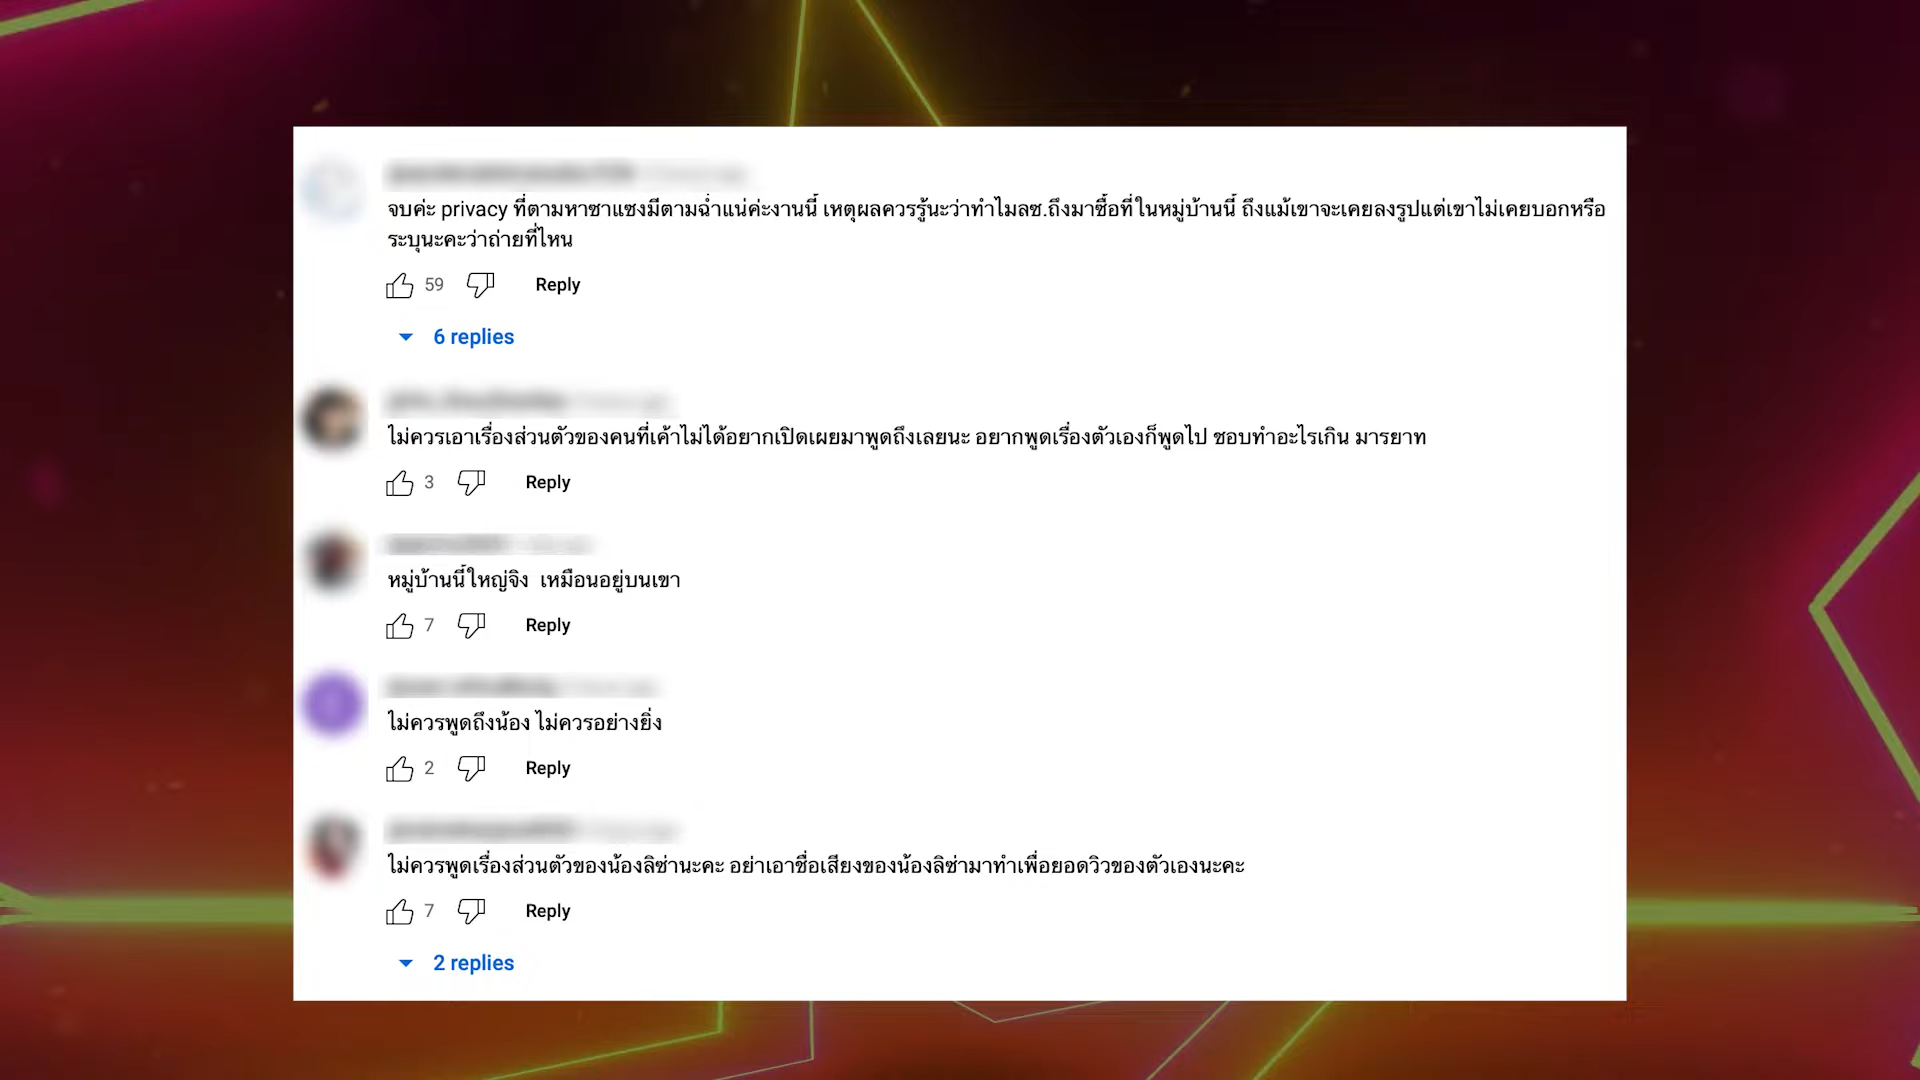 จบค่ะ privacy ที่ตามหาซาแซงมีตามฉ่ำแน่ค่ะงานนี้ เหตุผลควรรู้นะว่าทำไมลซ.ถึงมาซื้อที่ในหมู่บ้านนี้ ถึงแม้เขาจะเคยลงรูปแต่เขาไม่เคยบอกหรือ
ระบุนะคะว่าถ่ายที่ไหน
59 Reply
6 replies
ไม่ควรเอาเรื่องส่วนตัวของคนที่เค้าไม่ได้อยากเปิดเผยมาพูดถึงเลยนะ อยากพูดเรื่องตัวเองก็พูดไป ชอบทำอะไรเกิน มารยาท
3 Reply
หมู่บ้านนี้ใหญ่จิง เหมือนอยู่บนเขา
7 Reply
ไม่ควรพูดถึงน้อง ไม่ควรอย่างยิ่ง
2 Reply
ไม่ควรพูดเรื่องส่วนตัวของน้องลิซ่านะคะ อย่าเอาชื่อเสียงของน้องลิซ่ามาทำเพื่อยอดวิวของตัวเองนะคะ
7 Reply
2 replies